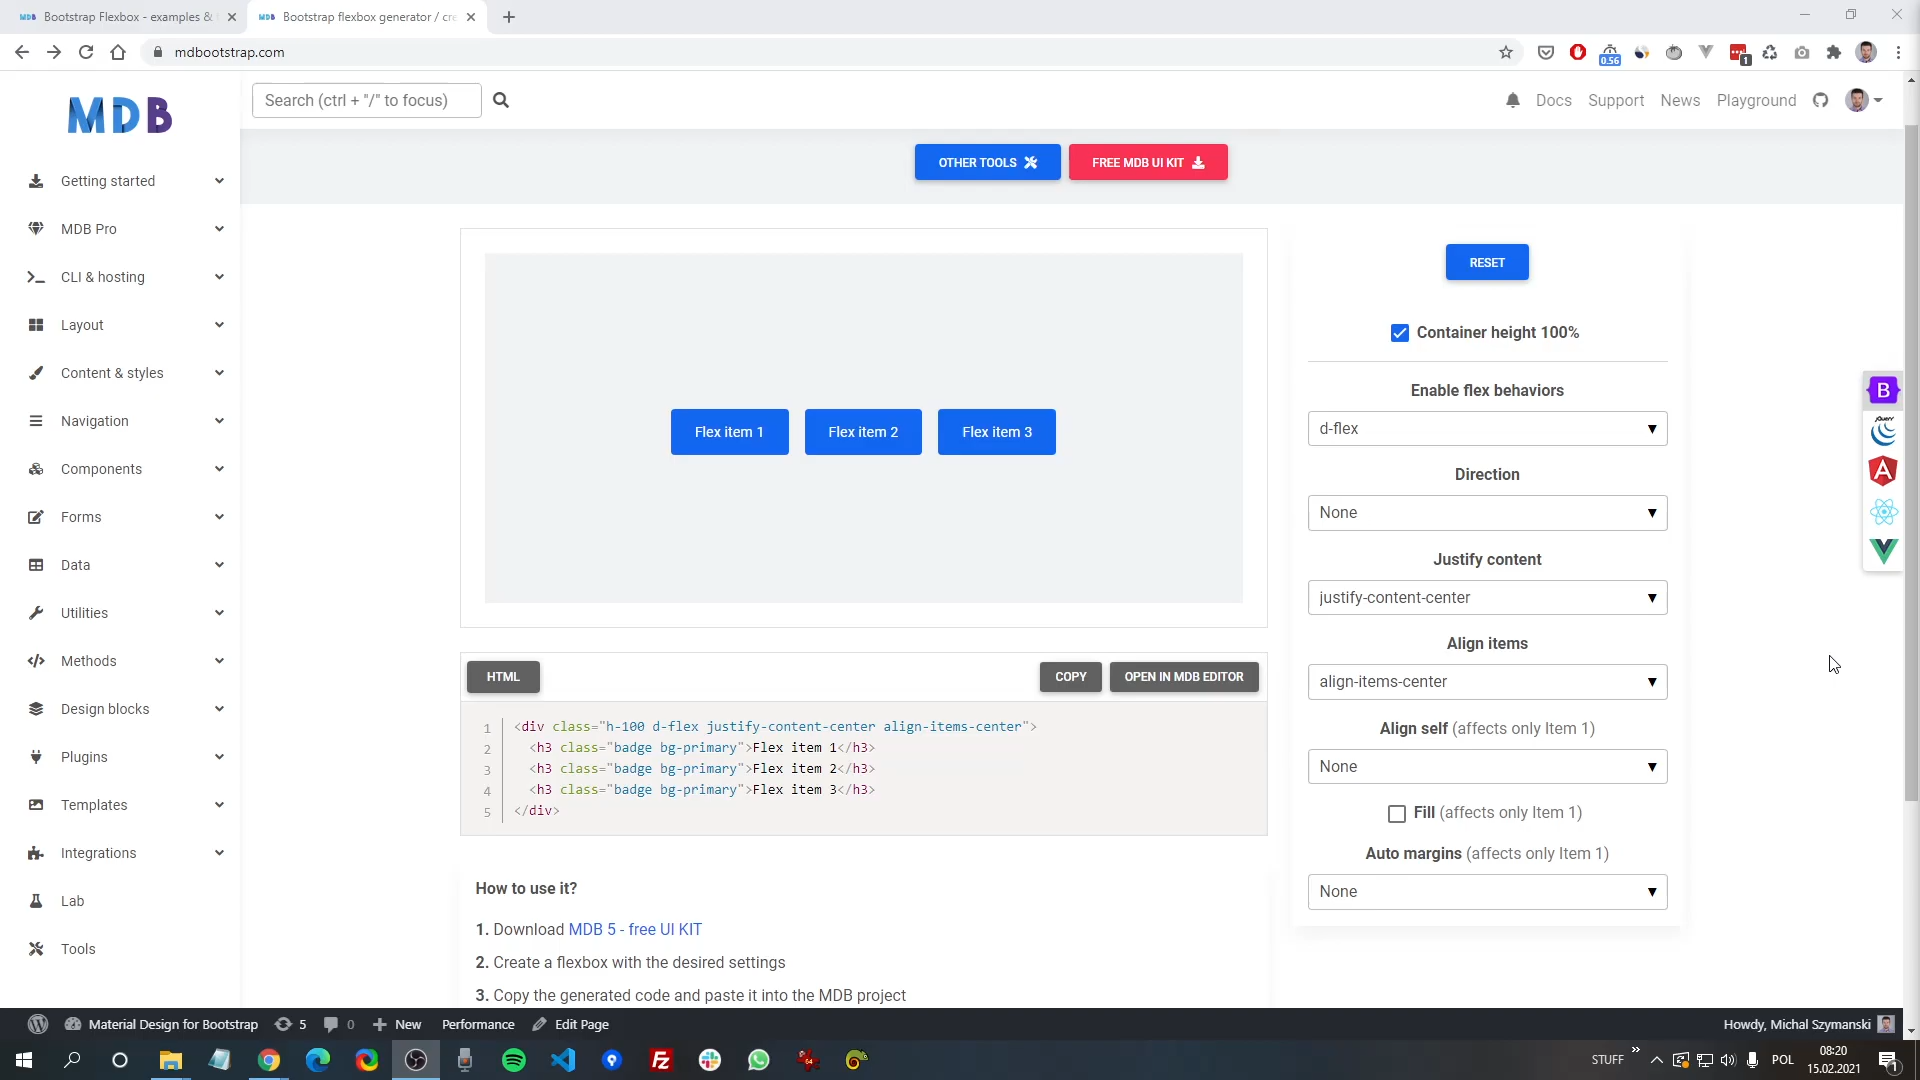 Bootstrap Flexbox - examples &
Bootstrap flexbox generator / cre
mdbootstrap.com
0.56
1
MDB
Search (ctrl + "/" to focus)
Docs
Support
News
Playground
OTHER TOOLS
FREE MDB UI KIT
Getting started
MDB Pro
CLI & hosting
Layout
Content & styles
Navigation
Components
Forms
Data
Utilities
Methods
Design blocks
Plugins
Templates
Integrations
Lab
Tools
Flex item 1
Flex item 2
Flex item 3
RESET
Container height 100%
Enable flex behaviors
d-flex
Direction
None
Justify content
justify-content-center
Align items
align-items-center
Align self (affects only Item 1)
None
Fill (affects only Item 1)
Auto margins (affects only Item 1)
None
B
jQuery
A
HTML
COPY
OPEN IN MDB EDITOR
1 <div class="h-100 d-flex justify-content-center align-items-center">
2 <h3 class="badge bg-primary">Flex item 1</h3>
3 <h3 class="badge bg-primary">Flex item 2</h3>
4 <h3 class="badge bg-primary">Flex item 3</h3>
5 </div>
How to use it?
1. Download MDB 5 - free UI KIT
2. Create a flexbox with the desired settings
3. Copy the generated code and paste it into the MDB project
Material Design for Bootstrap
5
0
New
Performance
Edit Page
Howdy, Michal Szymanski
STUFF
POL
08:20
15.02.2021
1